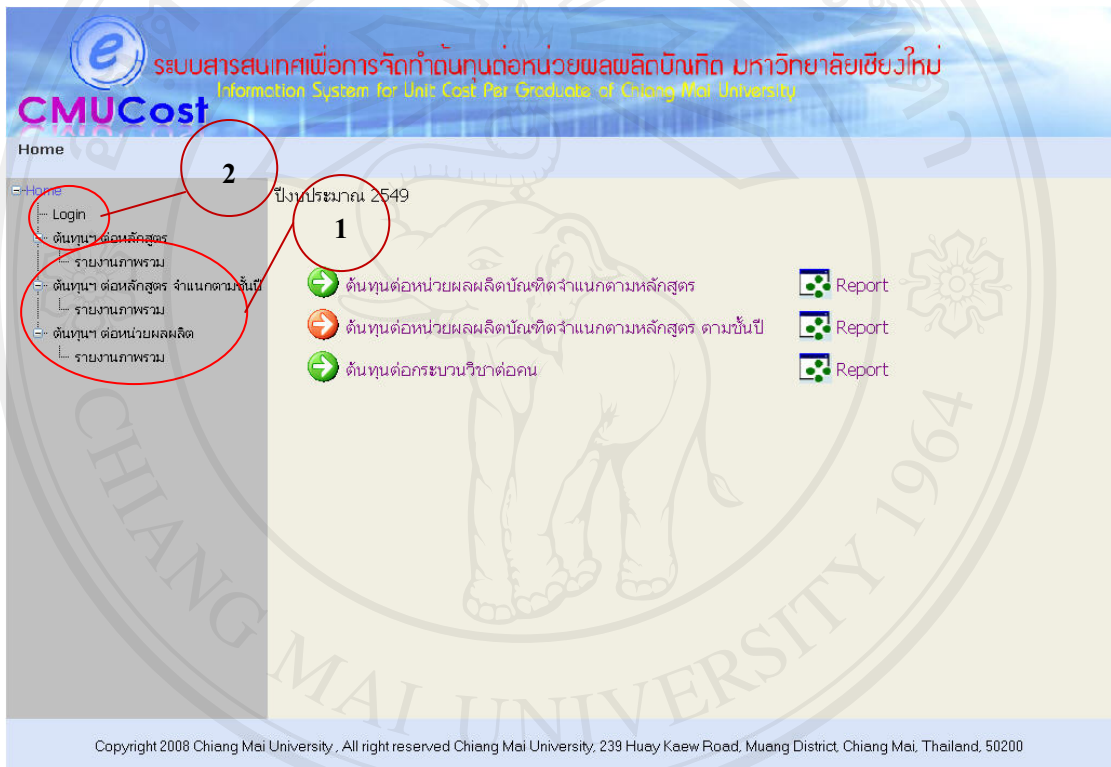 e
ระบบสารสนเทศเพื่อการจัดทำต้นทุนต่อหน่วยผลผลิตบัณฑิต มหาวิทยาลัยเชียงใหม่
Information System for Unit Cost Per Graduate of Chiang Mai University
CMUCost
Home
2
Home
Login
ต้นทุนฯ ต่อหลักสูตร
รายงานภาพรวม
ต้นทุนฯ ต่อหลักสูตร จำแนกตามชั้นปี
รายงานภาพรวม
ต้นทุนฯ ต่อหน่วยผลผลิต
รายงานภาพรวม
1
ปีงบประมาณ 2549
ต้นทุนต่อหน่วยผลผลิตบัณฑิตจำแนกตามหลักสูตร Report
ต้นทุนต่อหน่วยผลผลิตบัณฑิตจำแนกตามหลักสูตร ตามชั้นปี Report
ต้นทุนต่อกระบวนวิชาต่อคน Report
CHIANG MAI UNIVERSITY 1964
Copyright 2008 Chiang Mai University , All right reserved Chiang Mai University, 239 Huay Kaew Road, Muang District, Chiang Mai, Thailand, 50200